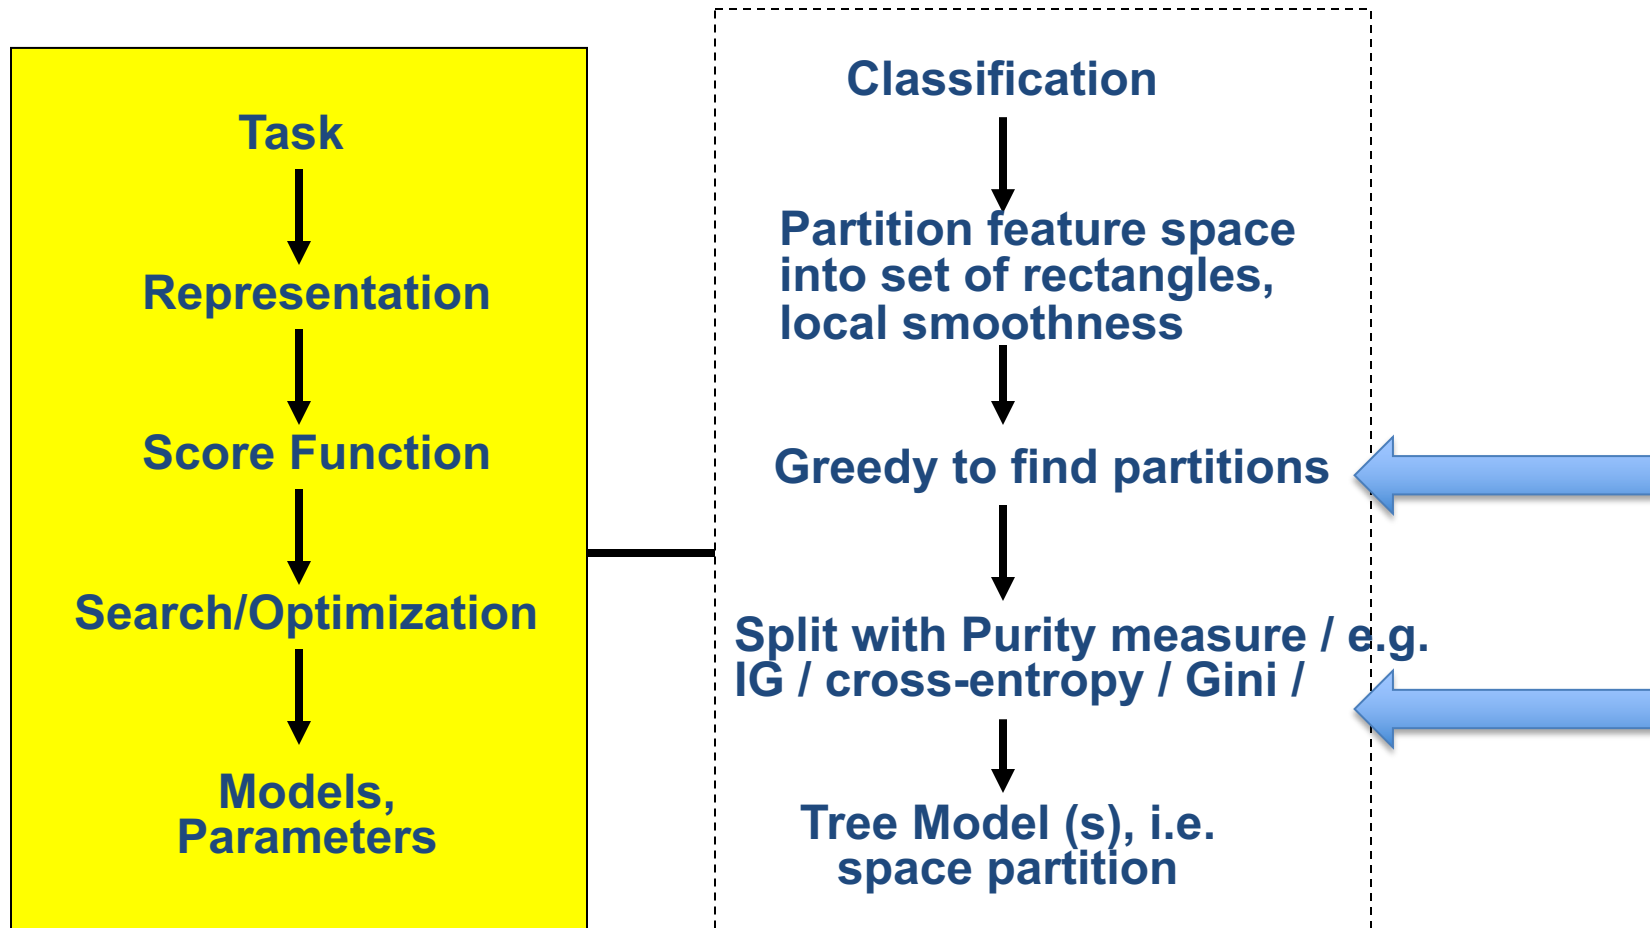 Task
Representation
Score Function
Search/Optimization
Models,
Parameters
Classification
Partition feature space
into set of rectangles,
local smoothness
Greedy to find partitions
Split with Purity measure / e.g.
IG / cross-entropy / Gini /
Tree Model (s), i.e.
space partition